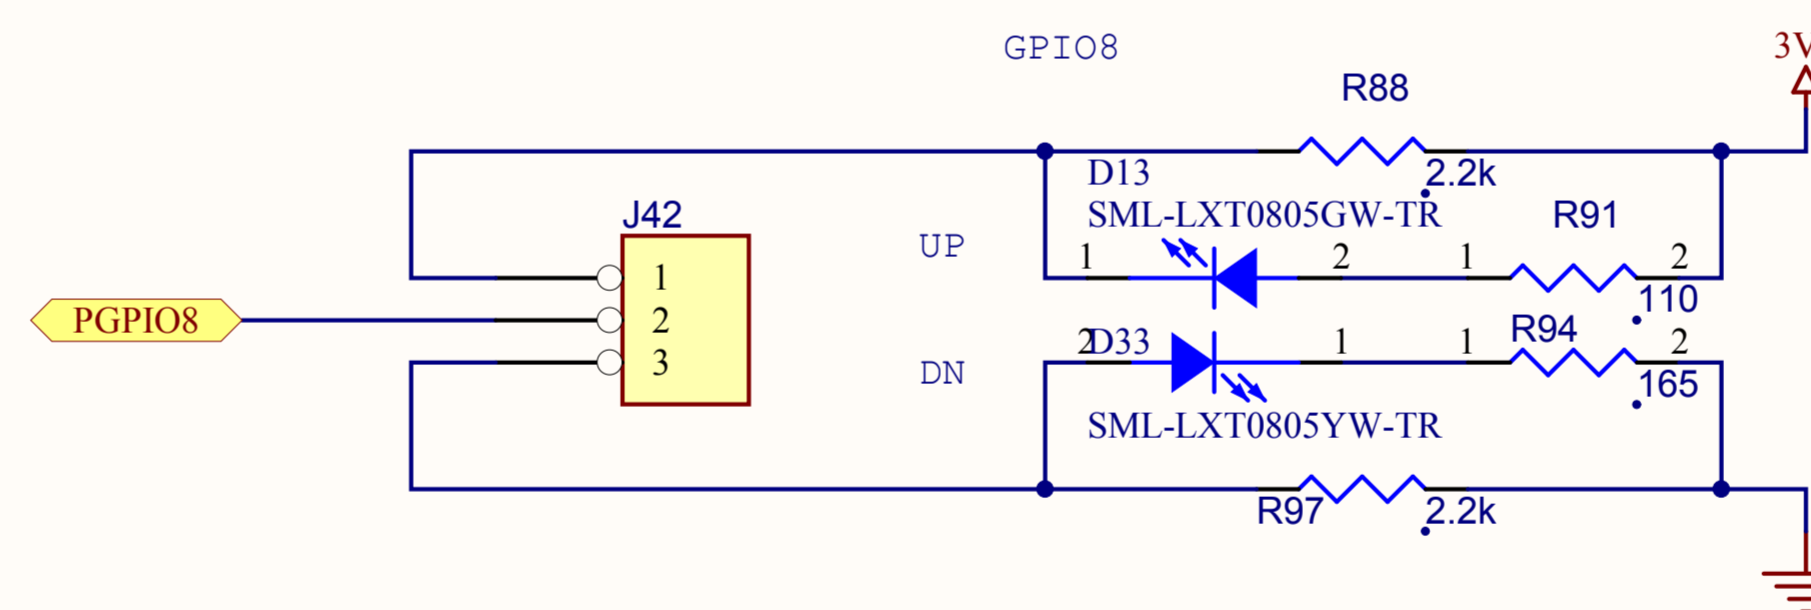 GPIO8
3V
R88
2.2k
D13
SML-LXT0805GW-TR
R91
J42
UP
1
2
1
2
110
1
PGPIO8
2
3
DN
2
D33
1
1
R94
2
165
SML-LXT0805YW-TR
R97
2.2k